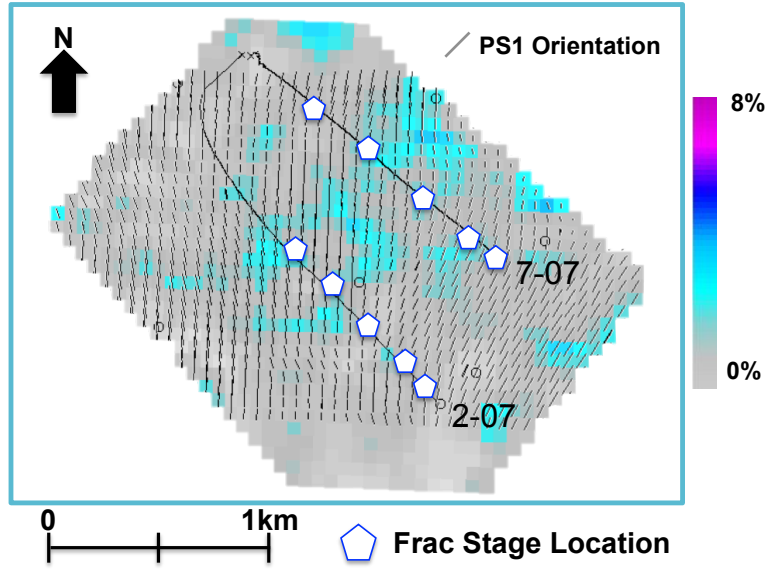 N
PS1 Orientation
8%
7-07
0%
2-07
0 1km
Frac Stage Location